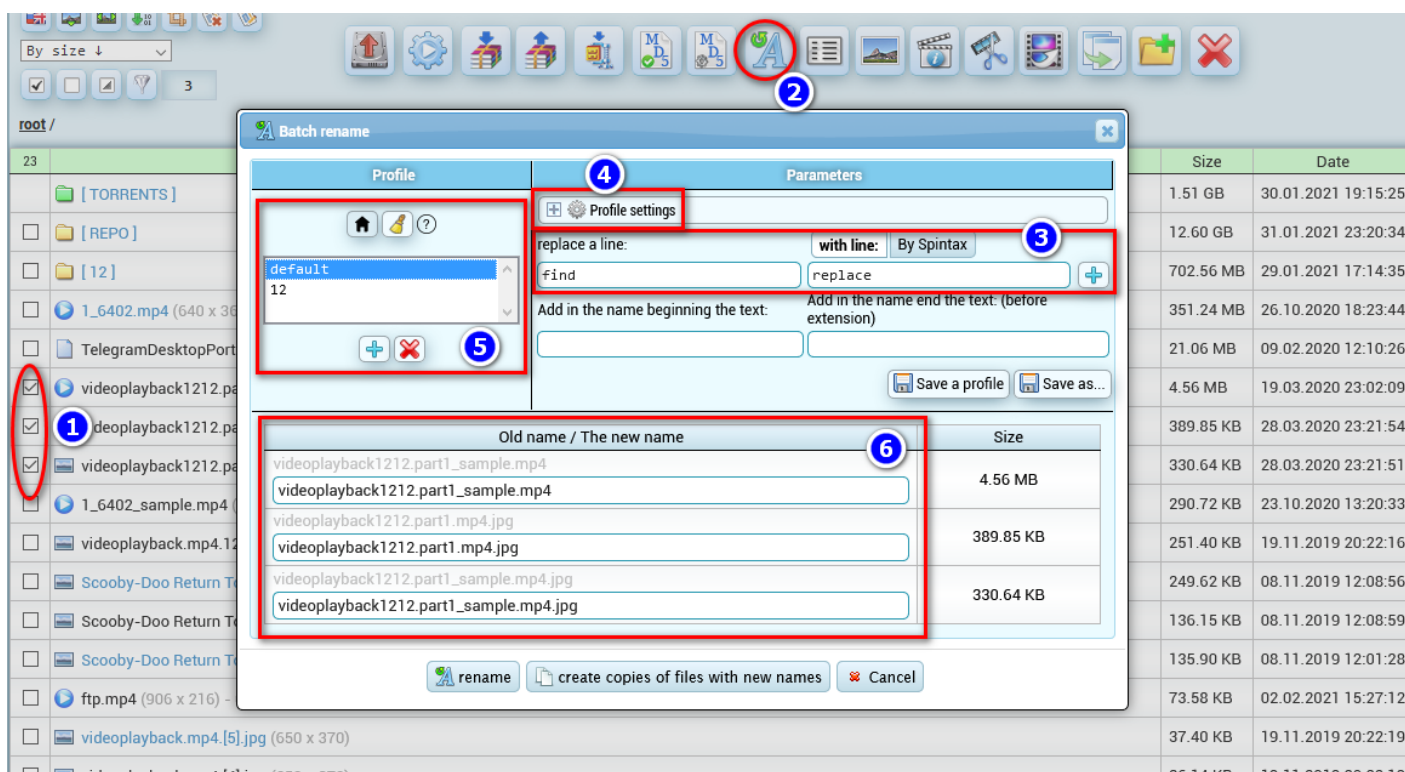 By size ↓
3
2
root /
Batch rename
23
Size
Date
Profile
4
Parameters
[ TORRENTS ]
1.51 GB
30.01.2021 19:15:25
Profile settings
[ REPO ]
12.60 GB
31.01.2021 23:20:34
replace a line:
with line:
By Spintax
3
[ 12 ]
default
find
replace
702.56 MB
29.01.2021 17:14:35
12
1_6402.mp4 (640 x 36
Add in the name beginning the text:
Add in the name end the text: (before
extension)
351.24 MB
26.10.2020 18:23:44
TelegramDesktopPort
5
21.06 MB
09.02.2020 12:10:26
videoplayback1212.pa
Save a profile
Save as...
4.56 MB
19.03.2020 23:02:09
1
deoplayback1212.pa
Old name / The new name
6
Size
389.85 KB
28.03.2020 23:21:54
videoplayback1212.pa
videoplayback1212.part1_sample.mp4
videoplayback1212.part1_sample.mp4
4.56 MB
330.64 KB
28.03.2020 23:21:51
1_6402_sample.mp4 (
290.72 KB
23.10.2020 13:20:33
videoplayback1212.part1.mp4.jpg
videoplayback1212.part1.mp4.jpg
389.85 KB
videoplayback.mp4.12
251.40 KB
19.11.2019 20:22:16
videoplayback1212.part1_sample.mp4.jpg
videoplayback1212.part1_sample.mp4.jpg
330.64 KB
Scooby-Doo Return T
249.62 KB
08.11.2019 12:08:56
Scooby-Doo Return T
136.15 KB
08.11.2019 12:08:59
Scooby-Doo Return T
135.90 KB
08.11.2019 12:01:28
rename
create copies of files with new names
Cancel
ftp.mp4 (906 x 216) -
73.58 KB
02.02.2021 15:27:12
videoplayback.mp4.[5].jpg (650 x 370)
37.40 KB
19.11.2019 20:22:19